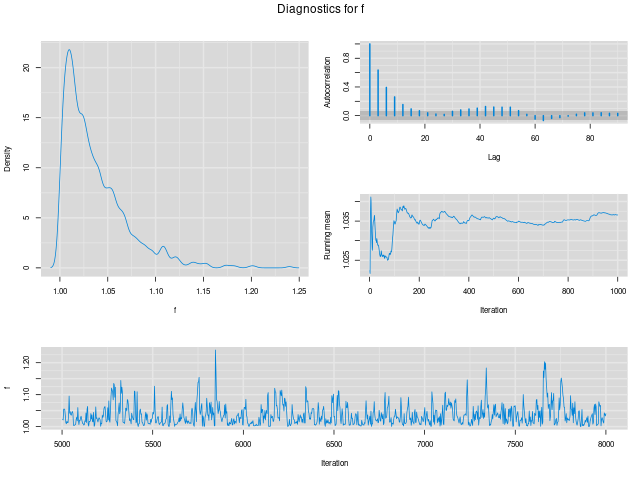 Diagnostics for f
Density
0 5 10 15 20
1.00 1.05 1.10 1.15 1.20 1.25
f
Autocorrelation
0.0 0.4 0.8
0 20 40 60 80
Lag
Running mean
1.025 1.035
0 200 400 600 800 1000
Iteration
f
1.00 1.10 1.20
5000 5500 6000 6500 7000 7500 8000
Iteration